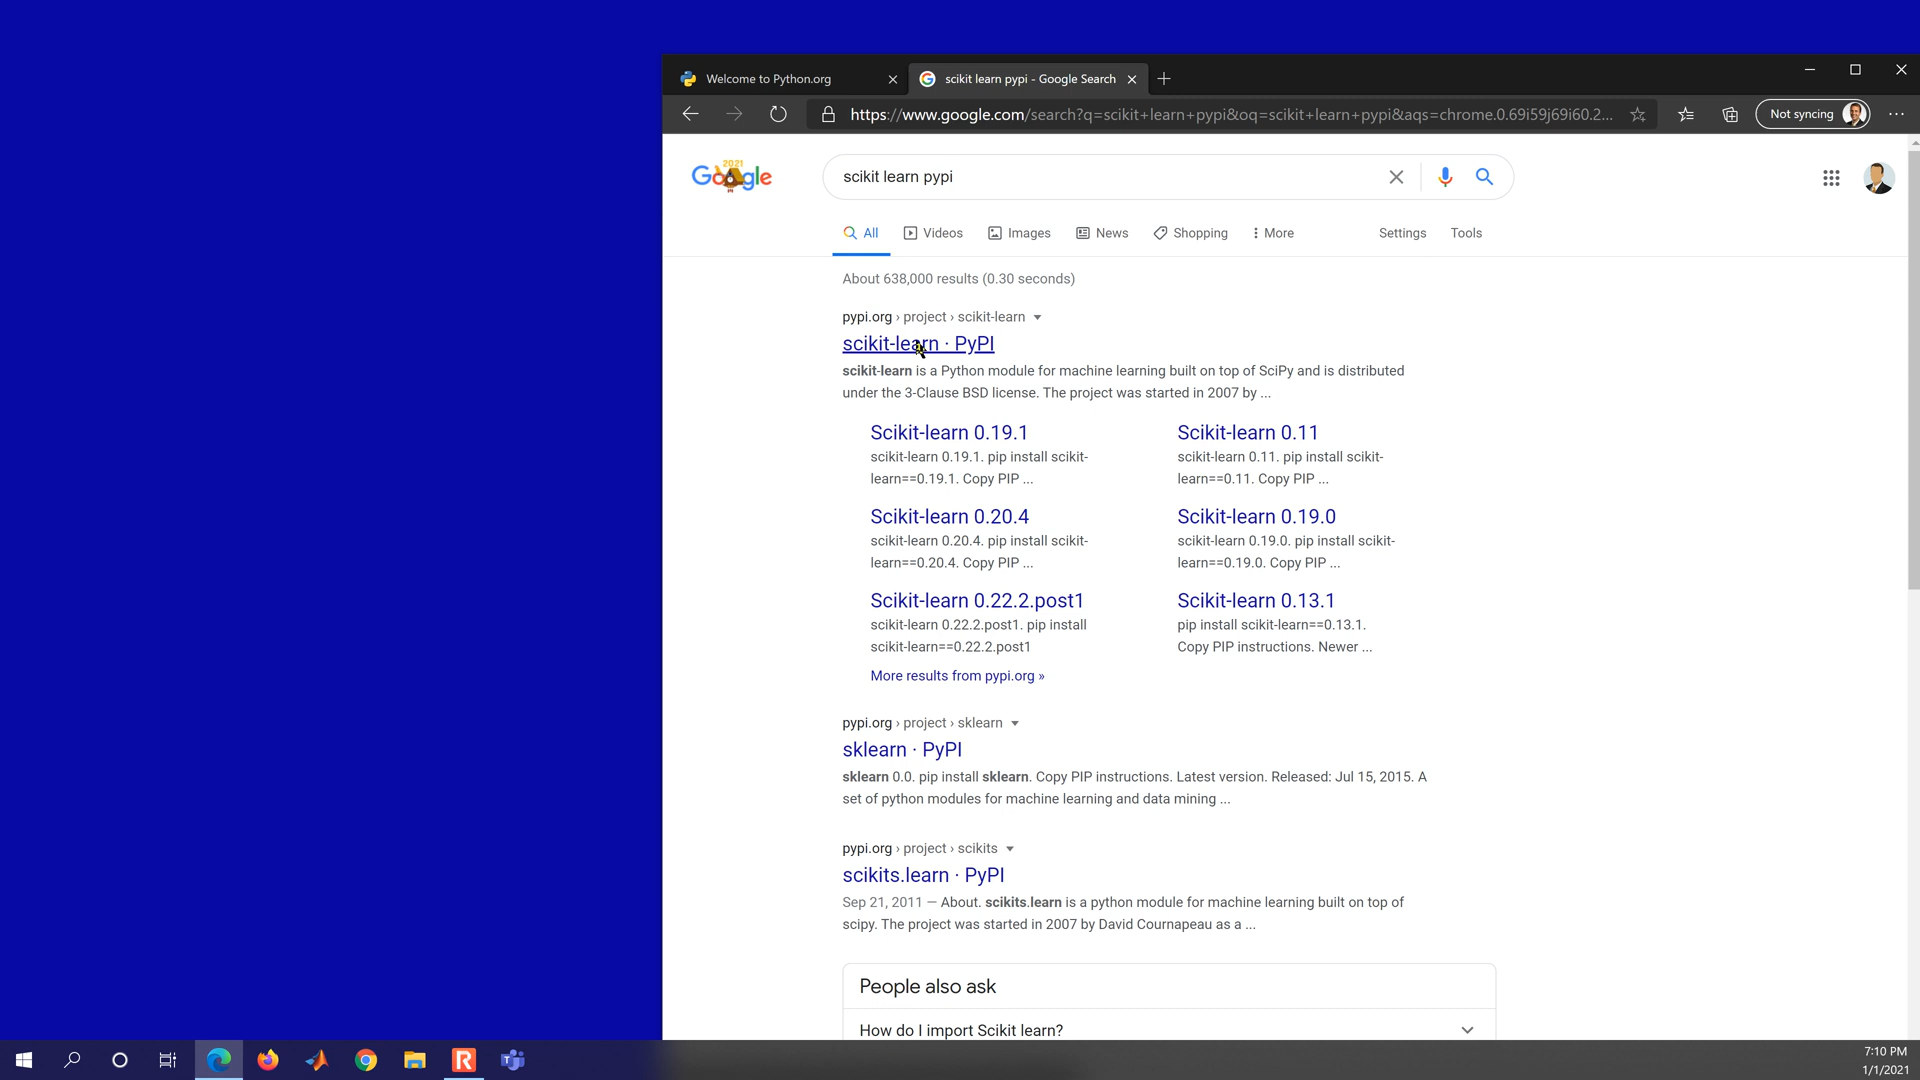 Welcome to Python.org
scikit learn pypi - Google Search
https://www.google.com/search?q=scikit+learn+pypi&oq=scikit+learn+pypi&aqs=chrome.0.69i59j69i60.2...
Not syncing
2021
Google
scikit learn pypi
All
Videos
Images
News
Shopping
More
Settings
Tools
About 638,000 results (0.30 seconds)
pypi.org › project › scikit-learn
scikit-learn · PyPI
scikit-learn is a Python module for machine learning built on top of SciPy and is distributed
under the 3-Clause BSD license. The project was started in 2007 by ...
Scikit-learn 0.19.1
scikit-learn 0.19.1. pip install scikit-
learn==0.19.1. Copy PIP ...
Scikit-learn 0.11
scikit-learn 0.11. pip install scikit-
learn==0.11. Copy PIP ...
Scikit-learn 0.20.4
scikit-learn 0.20.4. pip install scikit-
learn==0.20.4. Copy PIP ...
Scikit-learn 0.19.0
scikit-learn 0.19.0. pip install scikit-
learn==0.19.0. Copy PIP ...
Scikit-learn 0.22.2.post1
scikit-learn 0.22.2.post1. pip install
scikit-learn==0.22.2.post1
Scikit-learn 0.13.1
pip install scikit-learn==0.13.1.
Copy PIP instructions. Newer ...
More results from pypi.org »
pypi.org › project › sklearn
sklearn · PyPI
sklearn 0.0. pip install sklearn. Copy PIP instructions. Latest version. Released: Jul 15, 2015. A
set of python modules for machine learning and data mining ...
pypi.org › project › scikits
scikits.learn · PyPI
Sep 21, 2011 — About. scikits.learn is a python module for machine learning built on top of
scipy. The project was started in 2007 by David Cournapeau as a ...
People also ask
How do I import Scikit learn?
7:10 PM
1/1/2021